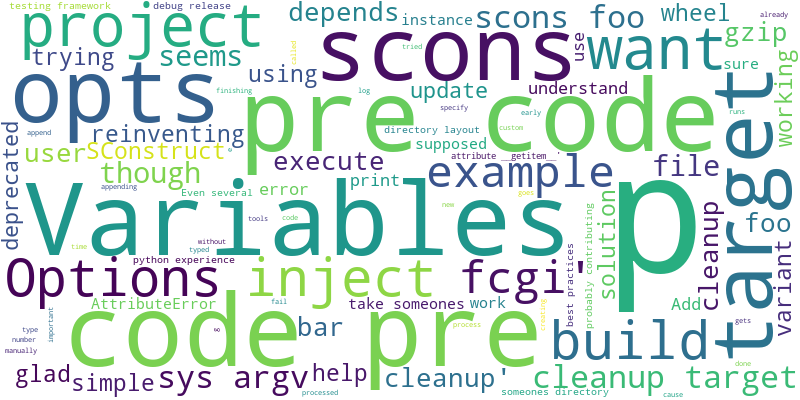 testing framework
debug release
project
depends
instance
scons foo
wheel
already
trying
seems
scons
want
use
gzip
sure
tried
called
opts
using
update
understand
working
finishing
log
specify
pre code
early
runs
append
reinventing
directory layout
custom
deprecated
user
SConstruct
execute
supposed
attribute __getitem__'
target
though
print
example
file
Even several
error
p
foo
Variables
appending
tools
code
goes
new
solution
probably contributing
cleanup
variant
time
typed
without
python experience
Options
inject
fcgi'
best practices
AttributeError
take someones
work
Add
code pre
bar
process
creating
gets
type
number
manually
important
fail
build
done
glad
simple
sys argv
help
cleanup'
cleanup target
processed
someones directory
cause